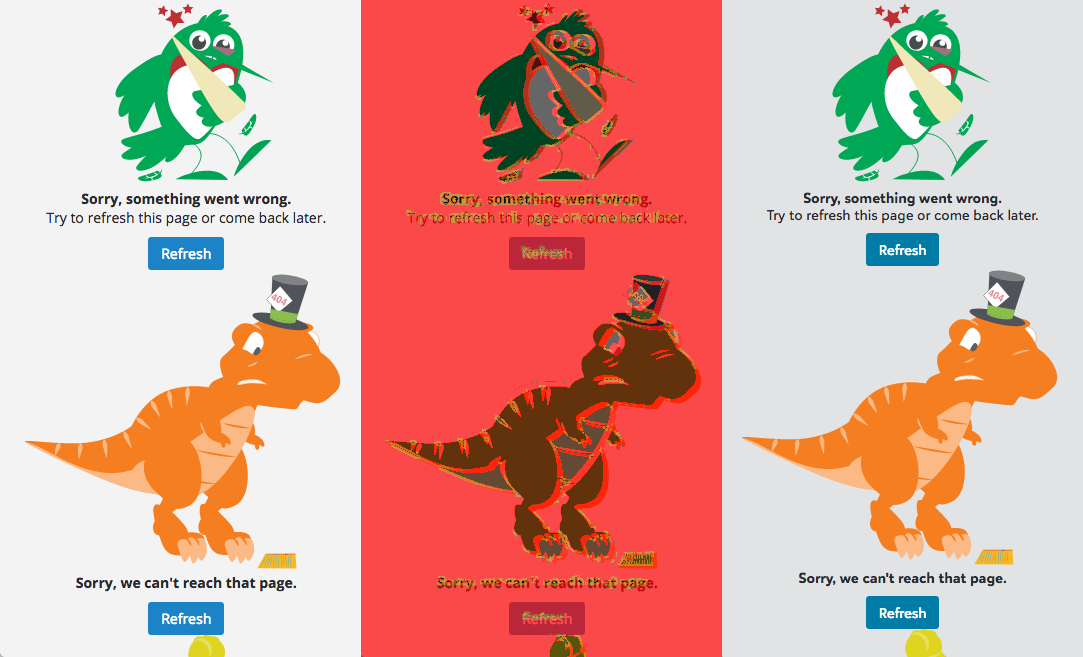 Sorry, something went wrong.
Try to refresh this page or come back later.
Refresh
404
Sorry, we can't reach that page.
Refresh
Sorry, something went wrong.
Try to refresh this page or come back later.
Refresh
Sorry, we can't reach that page.
Refresh
Sorry, something went wrong.
Try to refresh this page or come back later.
Refresh
404
Sorry, we can't reach that page.
Refresh